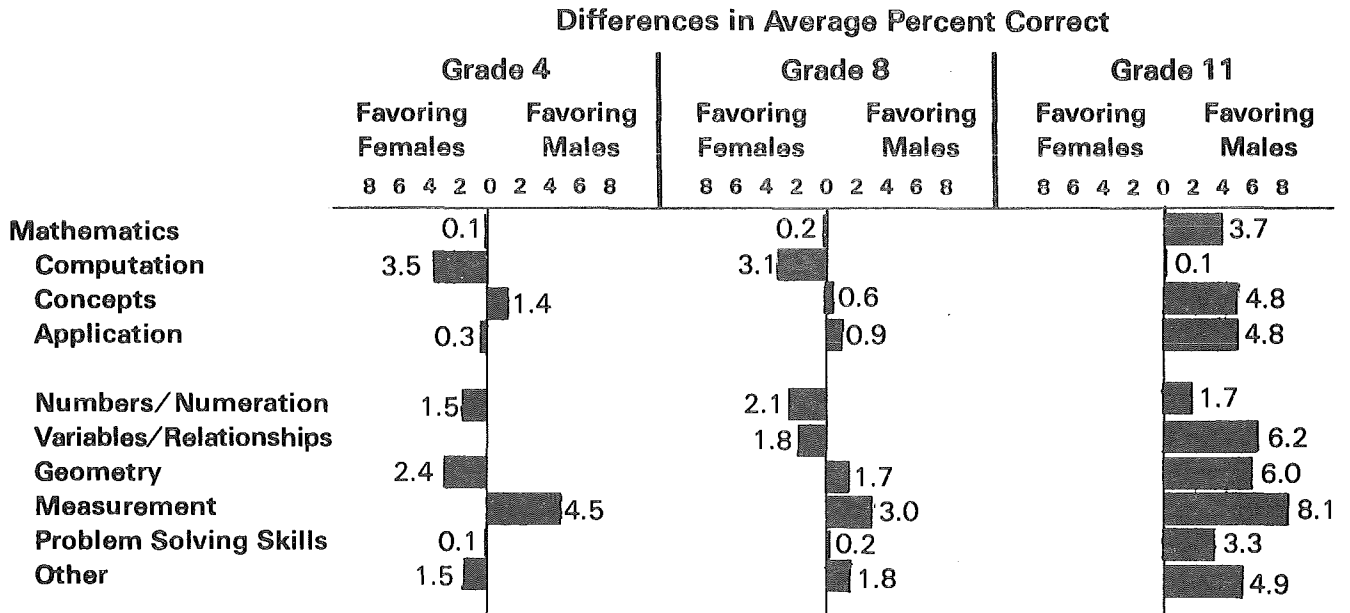 Differences in Average Percent Correct
Grade 4 Grade 8 Grade 11
Favoring Favoring Favoring Favoring Favoring Favoring
Females Males Females Males Females Males
8 6 4 2 0 2 4 6 8 8 6 4 2 0 2 4 6 8 8 6 4 2 0 2 4 6 8
Mathematics 0.1 0.2 3.7
Computation 3.5 3.1 0.1
Concepts 1.4 0.6 4.8
Application 0.3 0.9 4.8
Numbers/Numeration 1.5 2.1 1.7
Variables/Relationships 1.8 6.2
Geometry 2.4 1.7 6.0
Measurement 4.5 3.0 8.1
Problem Solving Skills 0.1 0.2 3.3
Other 1.5 1.8 4.9